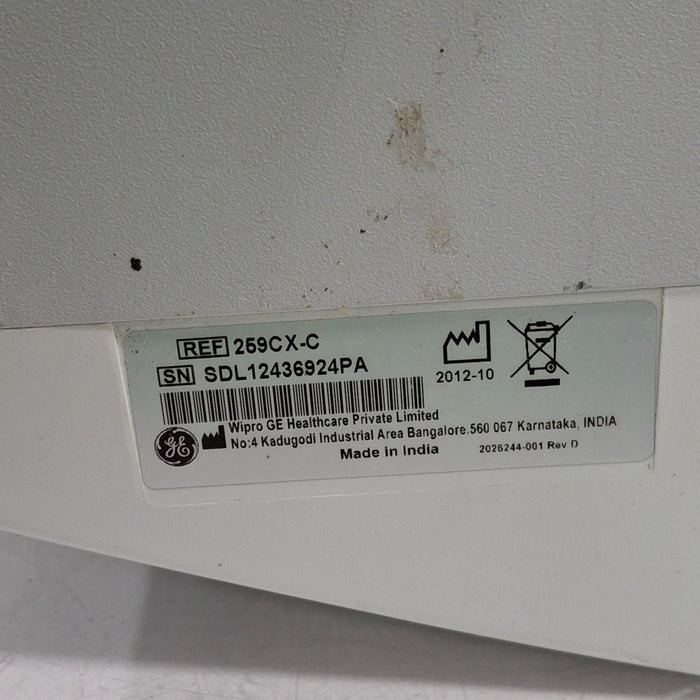 REF 259CX-C
SN SDL12436924PA
2012-10
Wipro GE Healthcare Private Limited
No:4 Kadugodi Industrial Area Bangalore.560 067 Karnataka, INDIA
GE
Made in India
2026244-001 Rev D